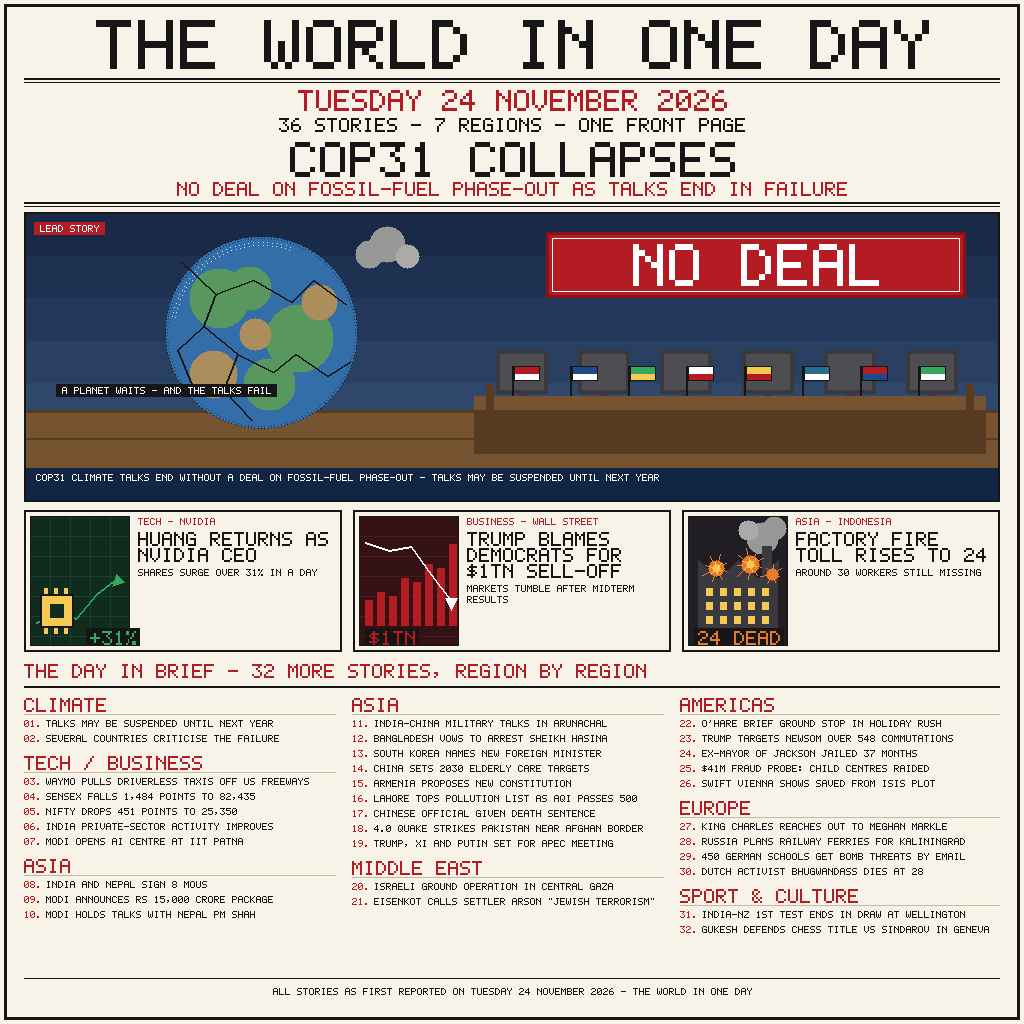 THE WORLD IN ONE DAY
TUESDAY 24 NOVEMBER 2026
36 STORIES – 7 REGIONS – ONE FRONT PAGE
COP31 COLLAPSES
NO DEAL ON FOSSIL-FUEL PHASE-OUT AS TALKS END IN FAILURE
LEAD STORY
NO DEAL
A PLANET WAITS – AND THE TALKS FAIL
COP31 CLIMATE TALKS END WITHOUT A DEAL ON FOSSIL-FUEL PHASE-OUT – TALKS MAY BE SUSPENDED UNTIL NEXT YEAR
TECH – NVIDIA
HUANG RETURNS AS
NVIDIA CEO
SHARES SURGE OVER 31% IN A DAY
+31%
BUSINESS – WALL STREET
TRUMP BLAMES
DEMOCRATS FOR
$1TN SELL-OFF
MARKETS TUMBLE AFTER MIDTERM
RESULTS
$1TN
ASIA – INDONESIA
FACTORY FIRE
TOLL RISES TO 24
AROUND 30 WORKERS STILL MISSING
24 DEAD
THE DAY IN BRIEF – 32 MORE STORIES, REGION BY REGION
CLIMATE
01. TALKS MAY BE SUSPENDED UNTIL NEXT YEAR
02. SEVERAL COUNTRIES CRITICISE THE FAILURE
TECH / BUSINESS
03. WAYMO PULLS DRIVERLESS TAXIS OFF US FREEWAYS
04. SENSEX FALLS 1,484 POINTS TO 82,435
05. NIFTY DROPS 451 POINTS TO 25,350
06. INDIA PRIVATE-SECTOR ACTIVITY IMPROVES
07. MODI OPENS AI CENTRE AT IIT PATNA
ASIA
08. INDIA AND NEPAL SIGN 8 MOUS
09. MODI ANNOUNCES RS 15,000 CRORE PACKAGE
10. MODI HOLDS TALKS WITH NEPAL PM SHAH
ASIA
11. INDIA-CHINA MILITARY TALKS IN ARUNACHAL
12. BANGLADESH VOWS TO ARREST SHEIKH HASINA
13. SOUTH KOREA NAMES NEW FOREIGN MINISTER
14. CHINA SETS 2030 ELDERLY CARE TARGETS
15. ARMENIA PROPOSES NEW CONSTITUTION
16. LAHORE TOPS POLLUTION LIST AS AQI PASSES 500
17. CHINESE OFFICIAL GIVEN DEATH SENTENCE
18. 4.0 QUAKE STRIKES PAKISTAN NEAR AFGHAN BORDER
19. TRUMP, XI AND PUTIN SET FOR APEC MEETING
MIDDLE EAST
20. ISRAELI GROUND OPERATION IN CENTRAL GAZA
21. EISENKOT CALLS SETTLER ARSON "JEWISH TERRORISM"
AMERICAS
22. O'HARE BRIEF GROUND STOP IN HOLIDAY RUSH
23. TRUMP TARGETS NEWSOM OVER 548 COMMUTATIONS
24. EX-MAYOR OF JACKSON JAILED 37 MONTHS
25. $41M FRAUD PROBE: CHILD CENTRES RAIDED
26. SWIFT VIENNA SHOWS SAVED FROM ISIS PLOT
EUROPE
27. KING CHARLES REACHES OUT TO MEGHAN MARKLE
28. RUSSIA PLANS RAILWAY FERRIES FOR KALININGRAD
29. 450 GERMAN SCHOOLS GET BOMB THREATS BY EMAIL
30. DUTCH ACTIVIST BHUGWANDASS DIES AT 28
SPORT & CULTURE
31. INDIA-NZ 1ST TEST ENDS IN DRAW AT WELLINGTON
32. GUKESH DEFENDS CHESS TITLE VS SINDAROV IN GENEVA
ALL STORIES AS FIRST REPORTED ON TUESDAY 24 NOVEMBER 2026 – THE WORLD IN ONE DAY